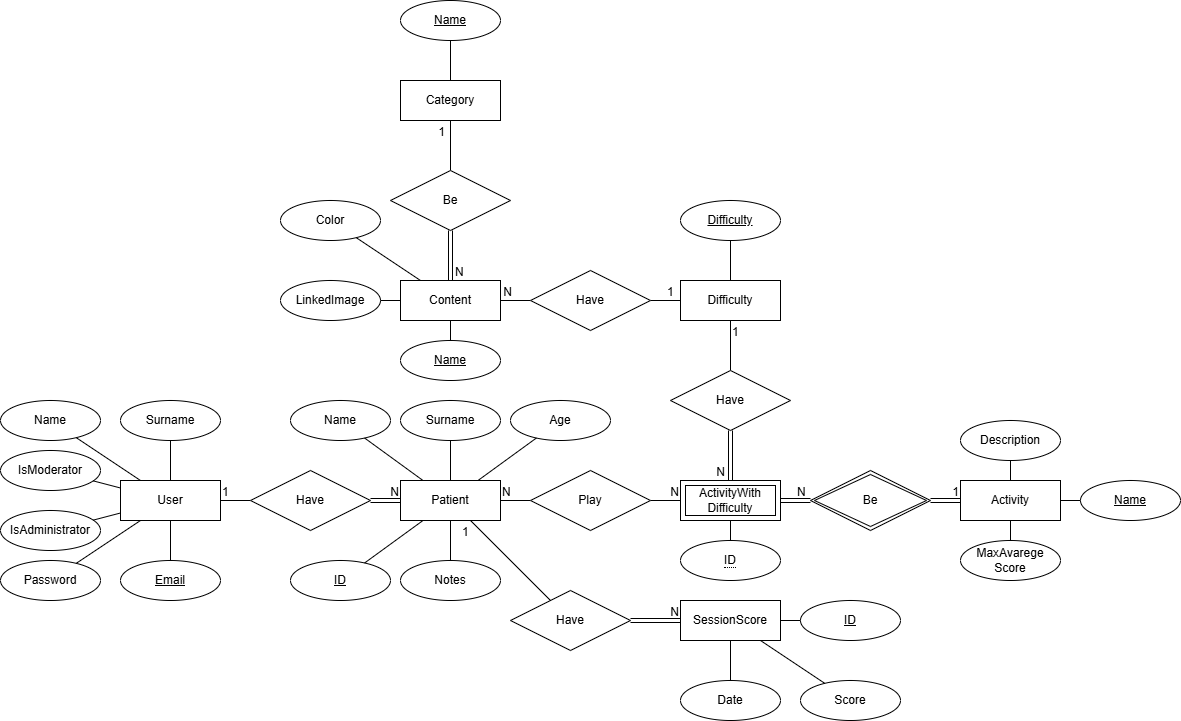 Name
Category
1
Be
Color
Difficulty
N
LinkedImage
Content
N
Have
1
Difficulty
1
Name
Have
Name
Surname
Name
Surname
Age
Description
IsModerator
N
User
1
Have
N
Patient
N
Play
N
ActivityWith
Difficulty
N
Be
1
Activity
Name
IsAdministrator
1
Password
Email
ID
Notes
ID
MaxAvarege
Score
Have
N
SessionScore
ID
Date
Score